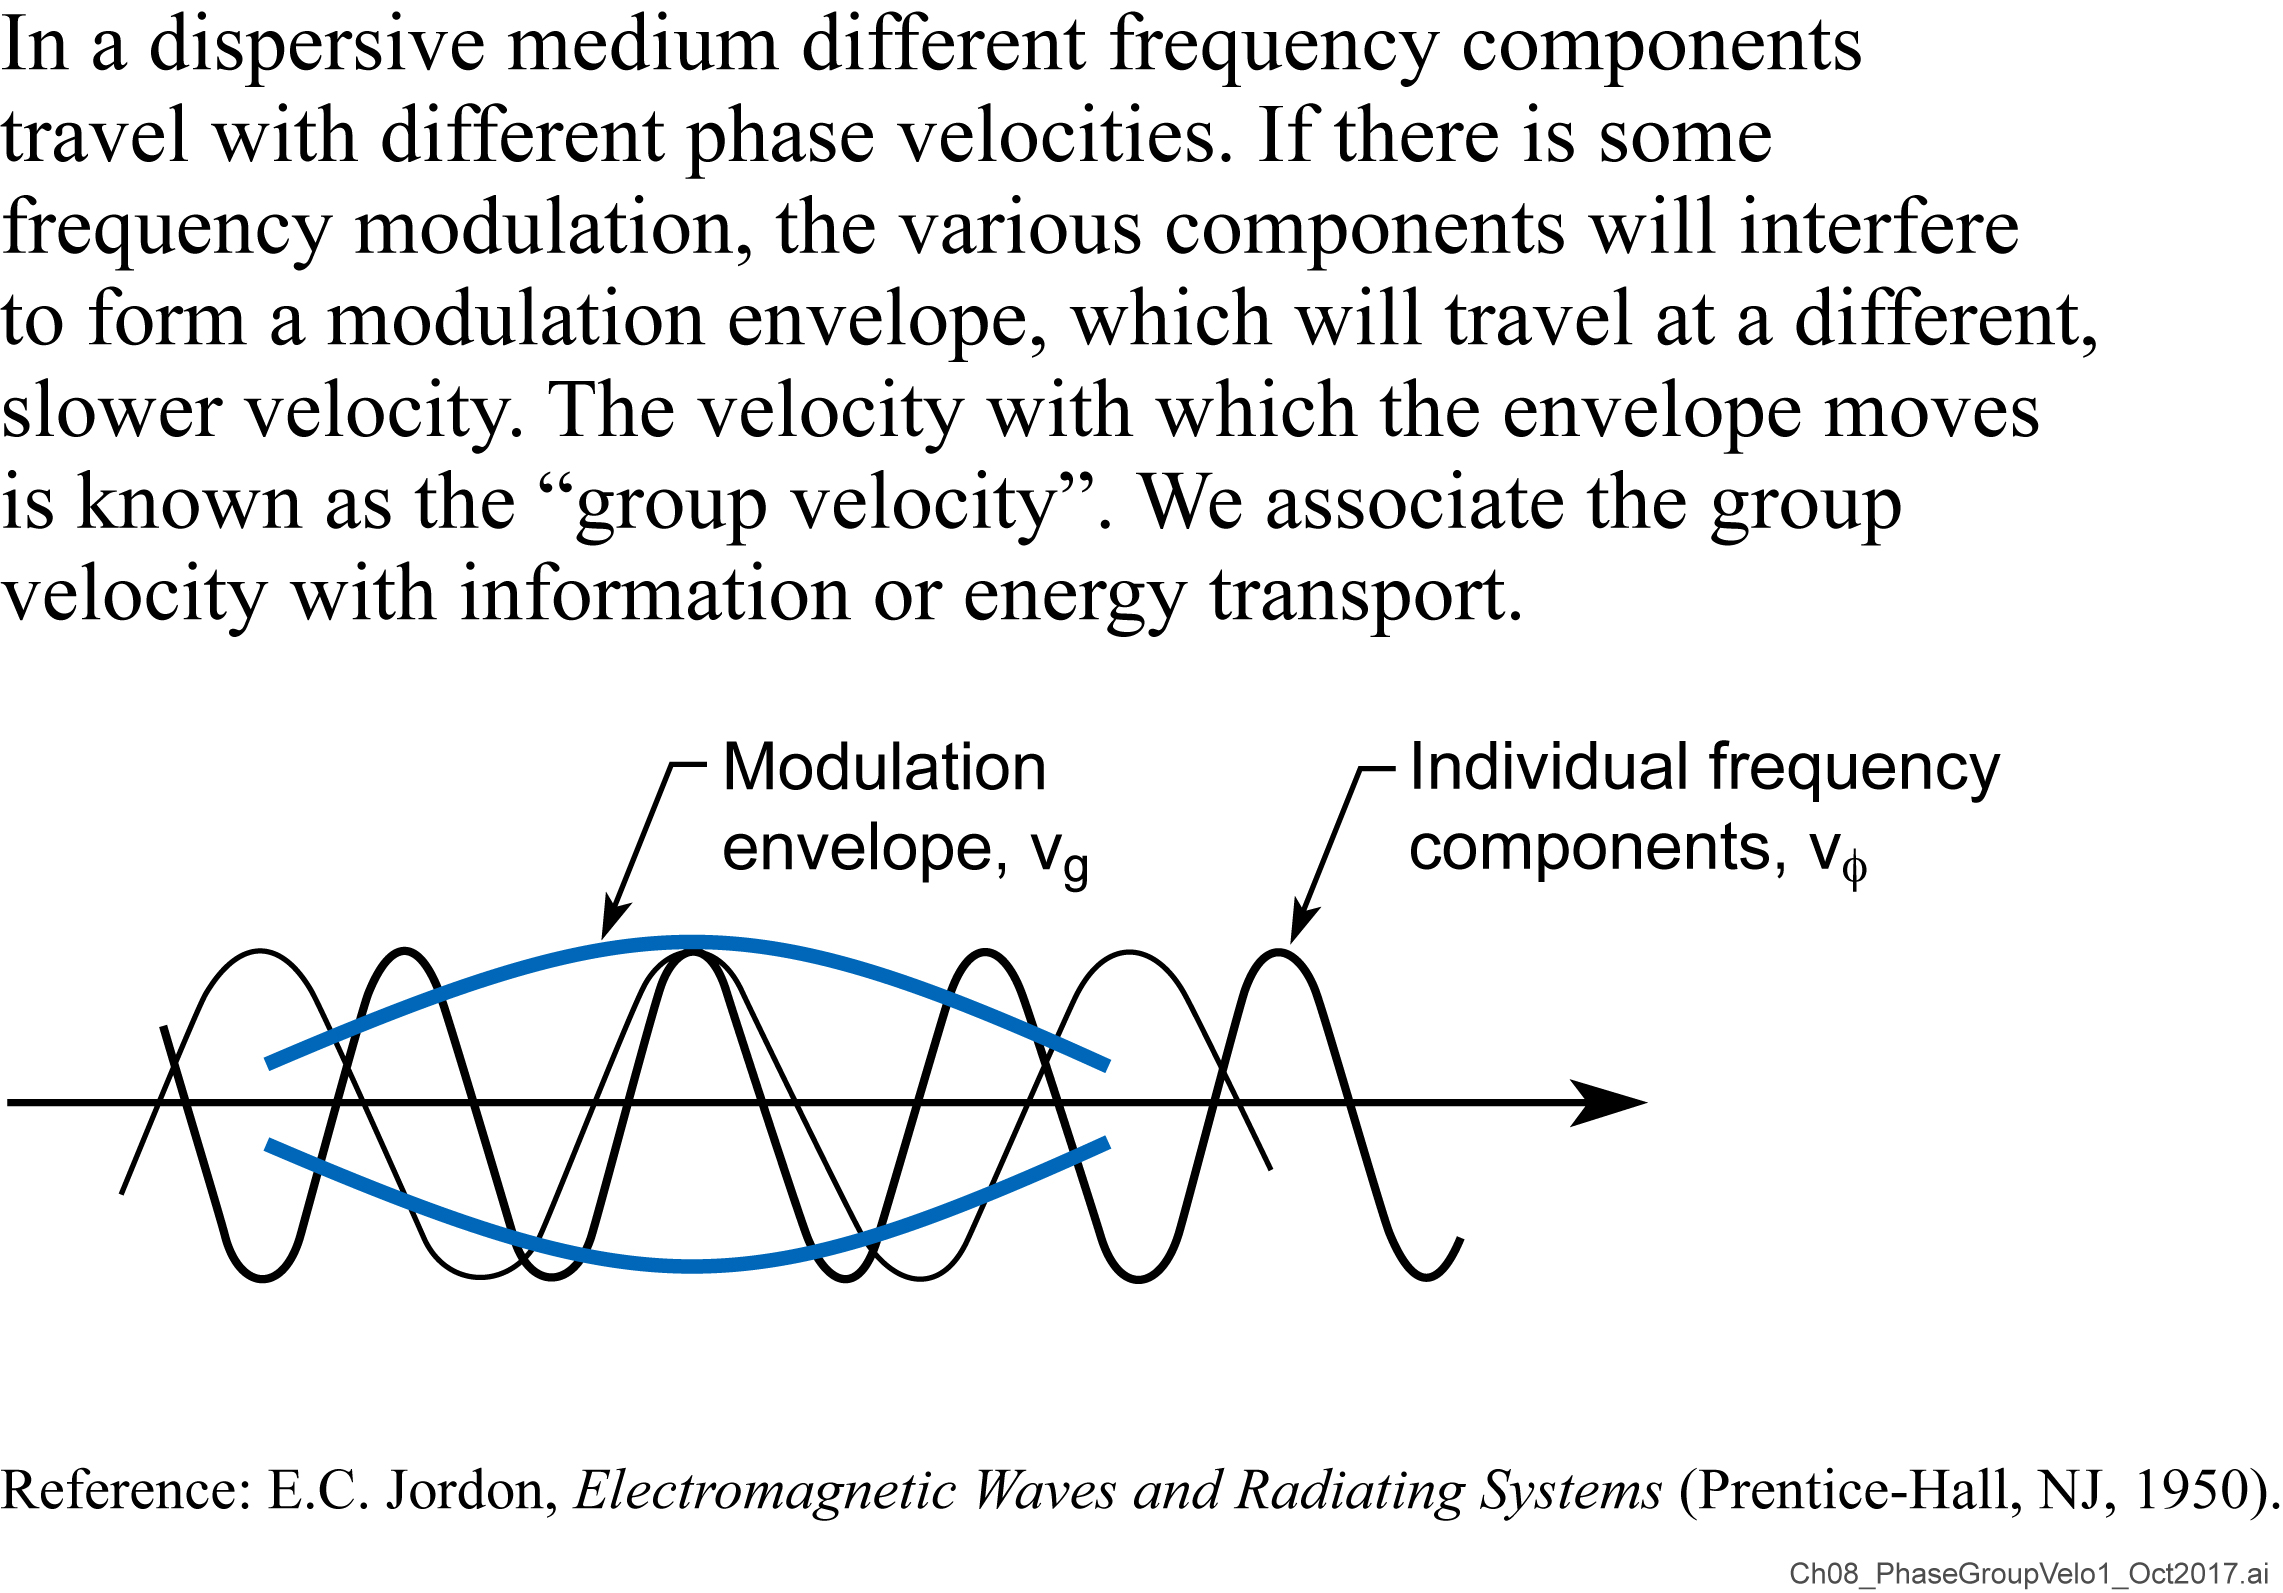 In a dispersive medium different frequency components
travel with different phase velocities. If there is some
frequency modulation, the various components will interfere
to form a modulation envelope, which will travel at a different,
slower velocity. The velocity with which the envelope moves
is known as the “group velocity”. We associate the group
velocity with information or energy transport.
Modulation
envelope, vg
Individual frequency
components, vϕ
Reference: E.C. Jordon, Electromagnetic Waves and Radiating Systems (Prentice-Hall, NJ, 1950).
Ch08_PhaseGroupVelo1_Oct2017.ai